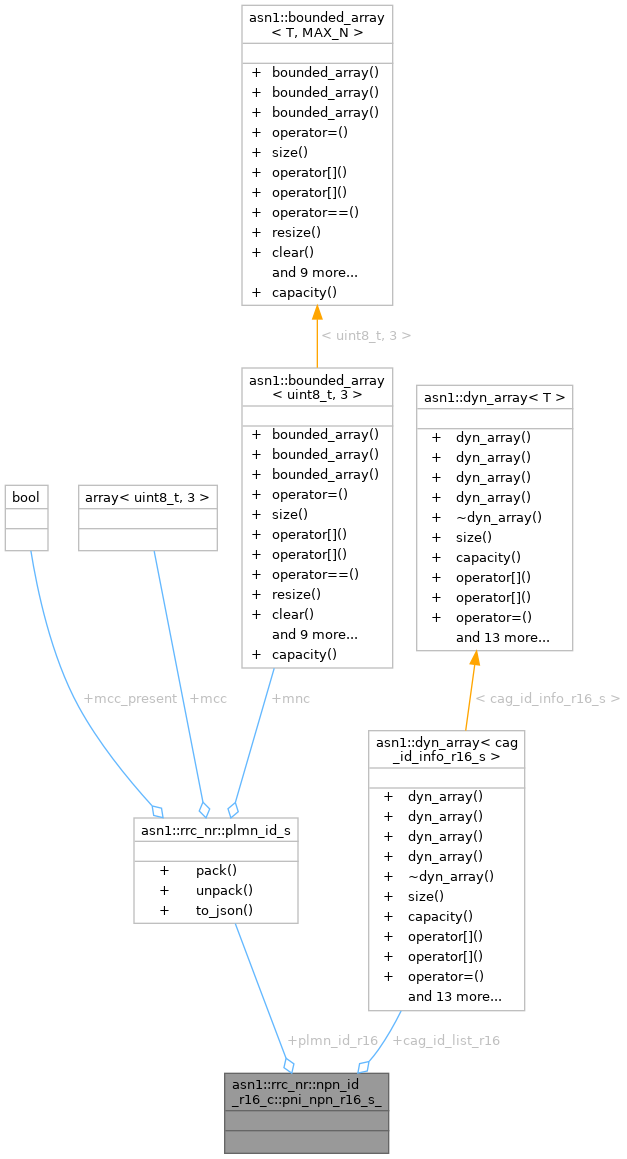 asn1::bounded_array
< T, MAX_N >
+ bounded_array()
+ bounded_array()
+ bounded_array()
+ operator=()
+ size()
+ operator[]()
+ operator[]()
+ operator==()
+ resize()
+ clear()
and 9 more...
+ capacity()
< uint8_t, 3 >
asn1::bounded_array
< uint8_t, 3 >
+ bounded_array()
+ bounded_array()
+ bounded_array()
+ operator=()
+ size()
+ operator[]()
+ operator[]()
+ operator==()
+ resize()
+ clear()
and 9 more...
+ capacity()
asn1::dyn_array< T >
+ dyn_array()
+ dyn_array()
+ dyn_array()
+ dyn_array()
+ ~dyn_array()
+ size()
+ capacity()
+ operator[]()
+ operator[]()
+ operator=()
and 13 more...
bool
array< uint8_t, 3 >
+mcc_present
+mcc
+mnc
< cag_id_info_r16_s >
asn1::dyn_array< cag
_id_info_r16_s >
+ dyn_array()
+ dyn_array()
+ dyn_array()
+ dyn_array()
+ ~dyn_array()
+ size()
+ capacity()
+ operator[]()
+ operator[]()
+ operator=()
and 13 more...
asn1::rrc_nr::plmn_id_s
+ pack()
+ unpack()
+ to_json()
+plmn_id_r16
+cag_id_list_r16
asn1::rrc_nr::npn_id
_r16_c::pni_npn_r16_s_